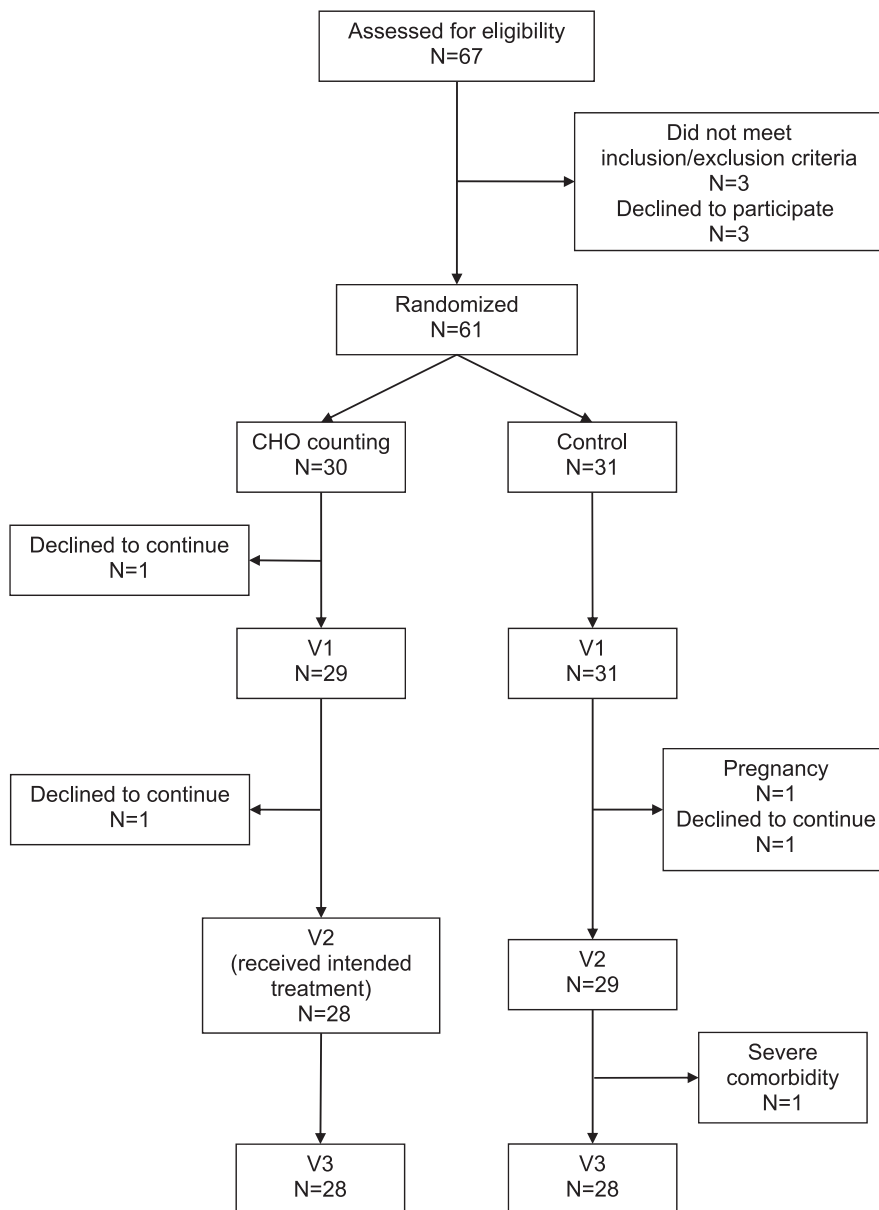 Assessed for eligibility
N=67
Did not meet
inclusion/exclusion criteria
N=3
Declined to participate
N=3
Randomized
N=61
CHO counting
N=30
Control
N=31
Declined to continue
N=1
V1
N=29
V1
N=31
Declined to continue
N=1
Pregnancy
N=1
Declined to continue
N=1
V2
(received intended
treatment)
N=28
V2
N=29
Severe
comorbidity
N=1
V3
N=28
V3
N=28